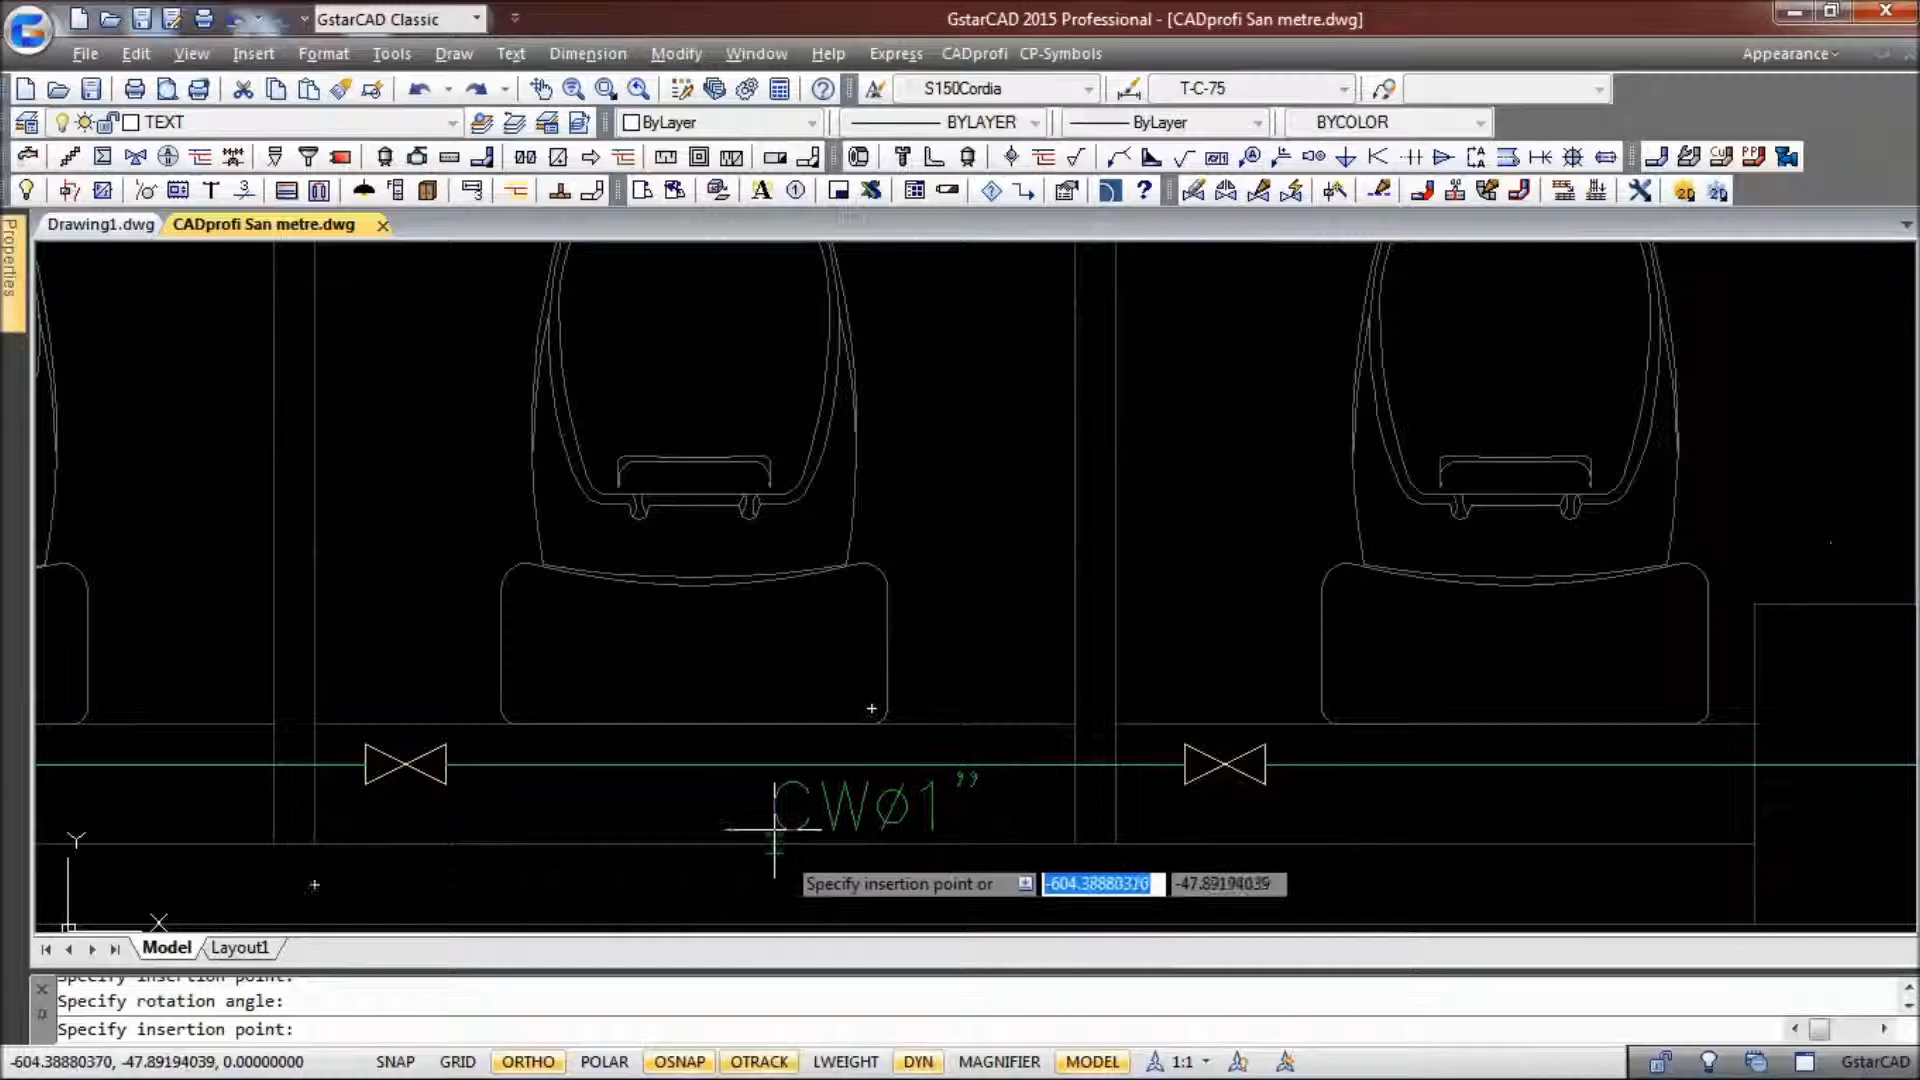 GstarCAD Classic
GstarCAD 2015 Professional - [CADprofi San metre.dwg]
File Edit View Insert Format Tools Draw Text Dimension Modify Window Help Express CADprofi CP-Symbols Appearance
S150Cordia T-C-75
TEXT ByLayer BYLAYER ByLayer BYCOLOR
Drawing1.dwg CADprofi San metre.dwg
Properties
CWø1”
Specify insertion point or -604.38880370 -47.89194039
Y
X
Model Layout1
Specify insertion point:
Specify rotation angle:
Specify insertion point:
-604.38880370, -47.89194039, 0.00000000 SNAP GRID ORTHO POLAR OSNAP OTRACK LWEIGHT DYN MAGNIFIER MODEL 1:1 GstarCAD